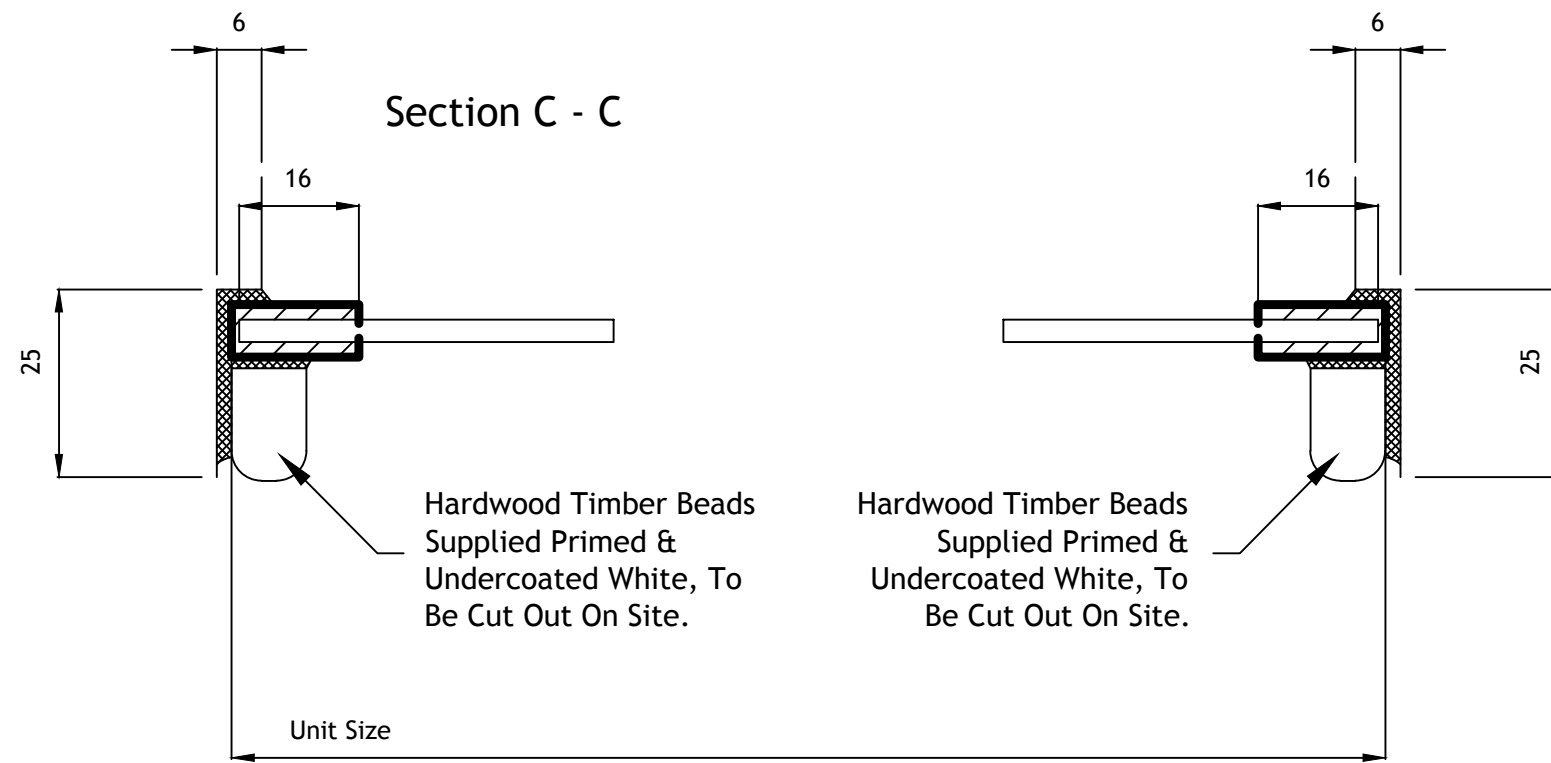 6
6
Section C - C
16
16
25
25
Hardwood Timber Beads
Supplied Primed &
Undercoated White, To
Be Cut Out On Site.
Hardwood Timber Beads
Supplied Primed &
Undercoated White, To
Be Cut Out On Site.
Unit Size